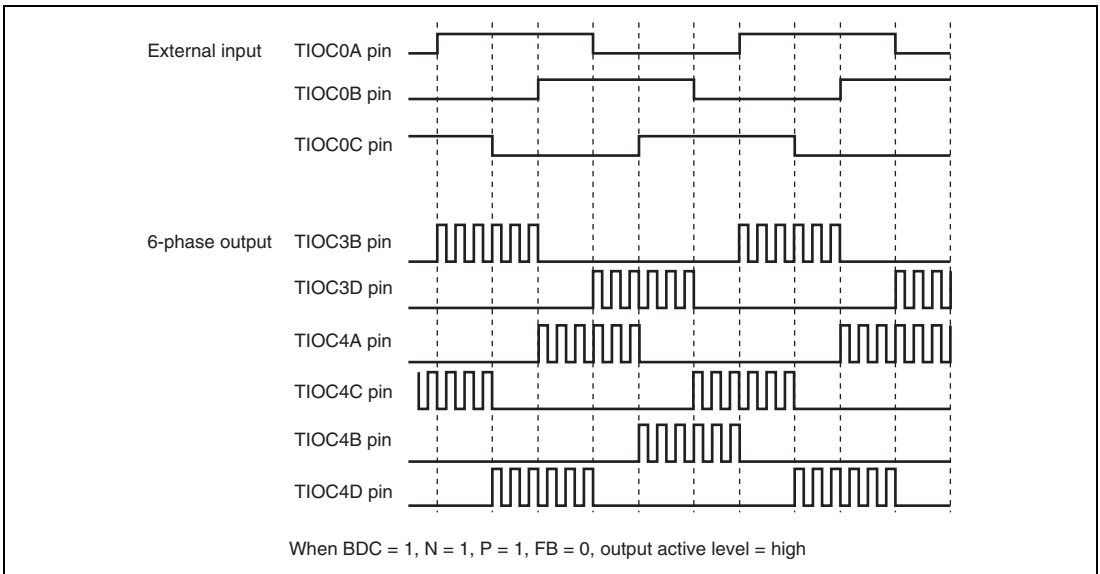 External input TIOC0A pin
TIOC0B pin
TIOC0C pin
6-phase output TIOC3B pin
TIOC3D pin
TIOC4A pin
TIOC4C pin
TIOC4B pin
TIOC4D pin
When BDC = 1, N = 1, P = 1, FB = 0, output active level = high